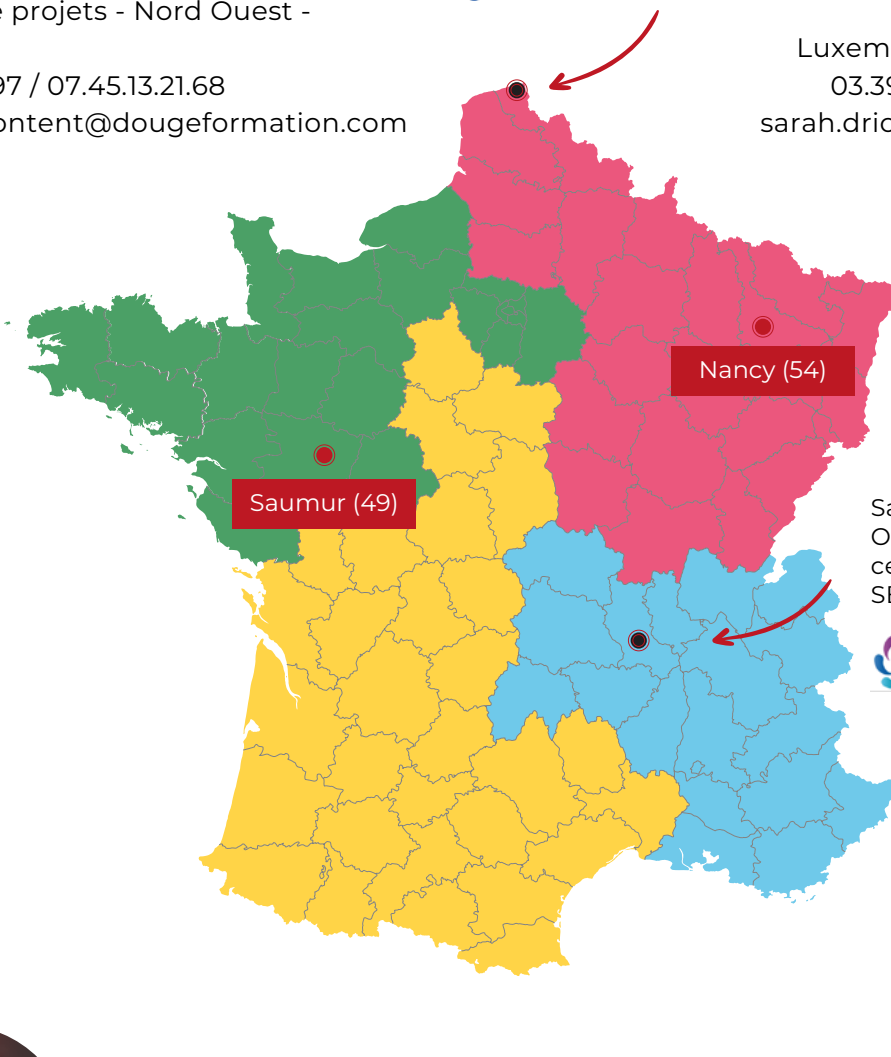 projets - Nord Ouest -
97 / 07.45.13.21.68
ontent@dougeformation.com
Luxem
03.39
sarah.dric
Nancy (54)
Saumur (49)
Sa
O
ce
SE